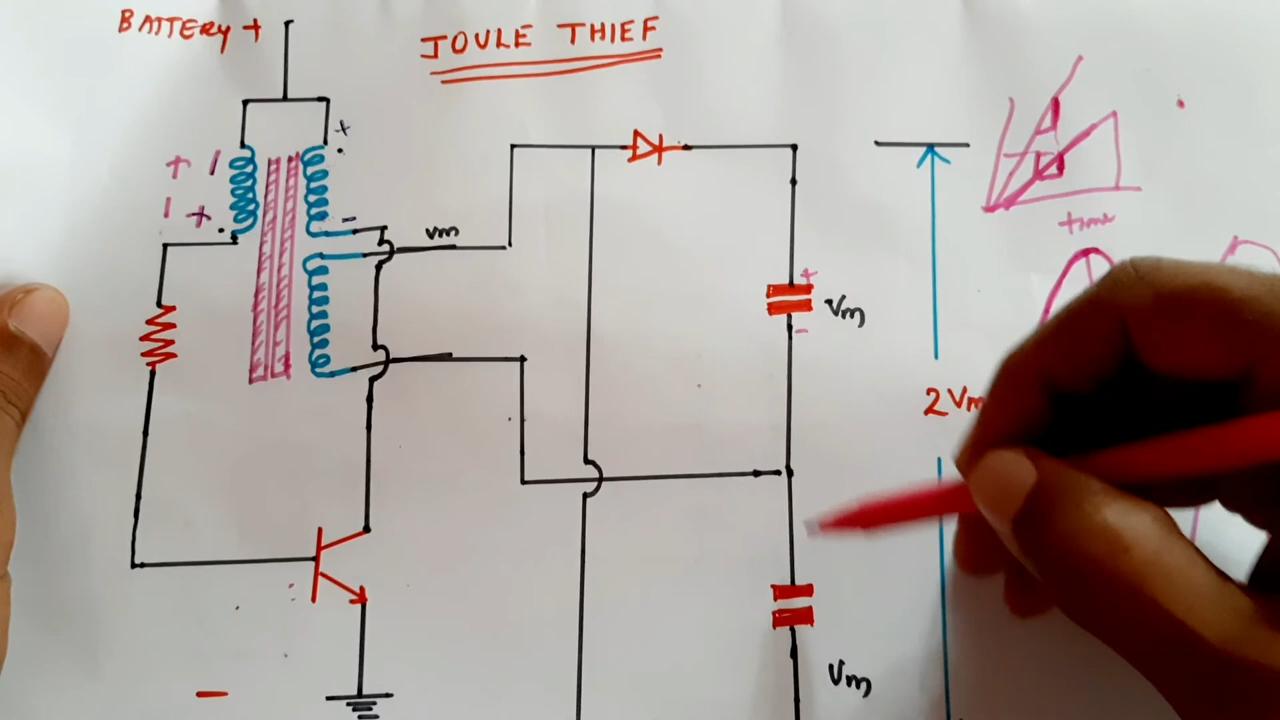 BATTERY +
JOULE THIEF
+
+ -
- +
-
vm
time
+
Vm
-
2Vm
Vm
-